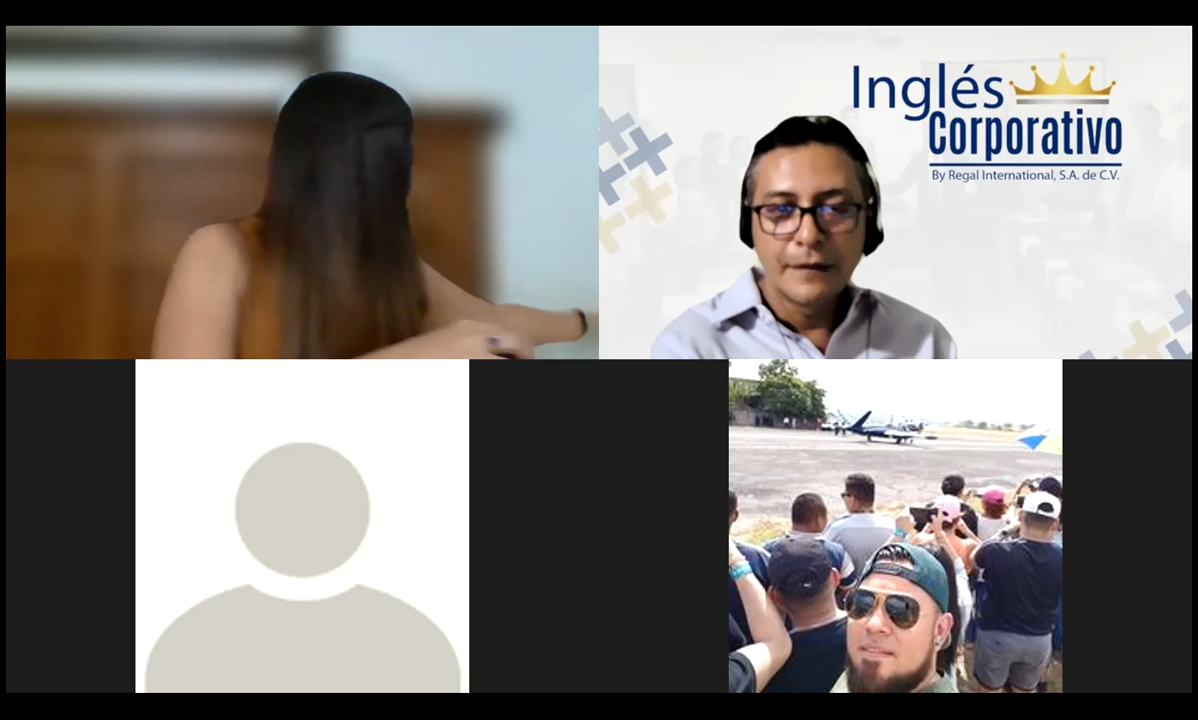 Inglés
Corporativo
By Regal International, S.A. de C.V.